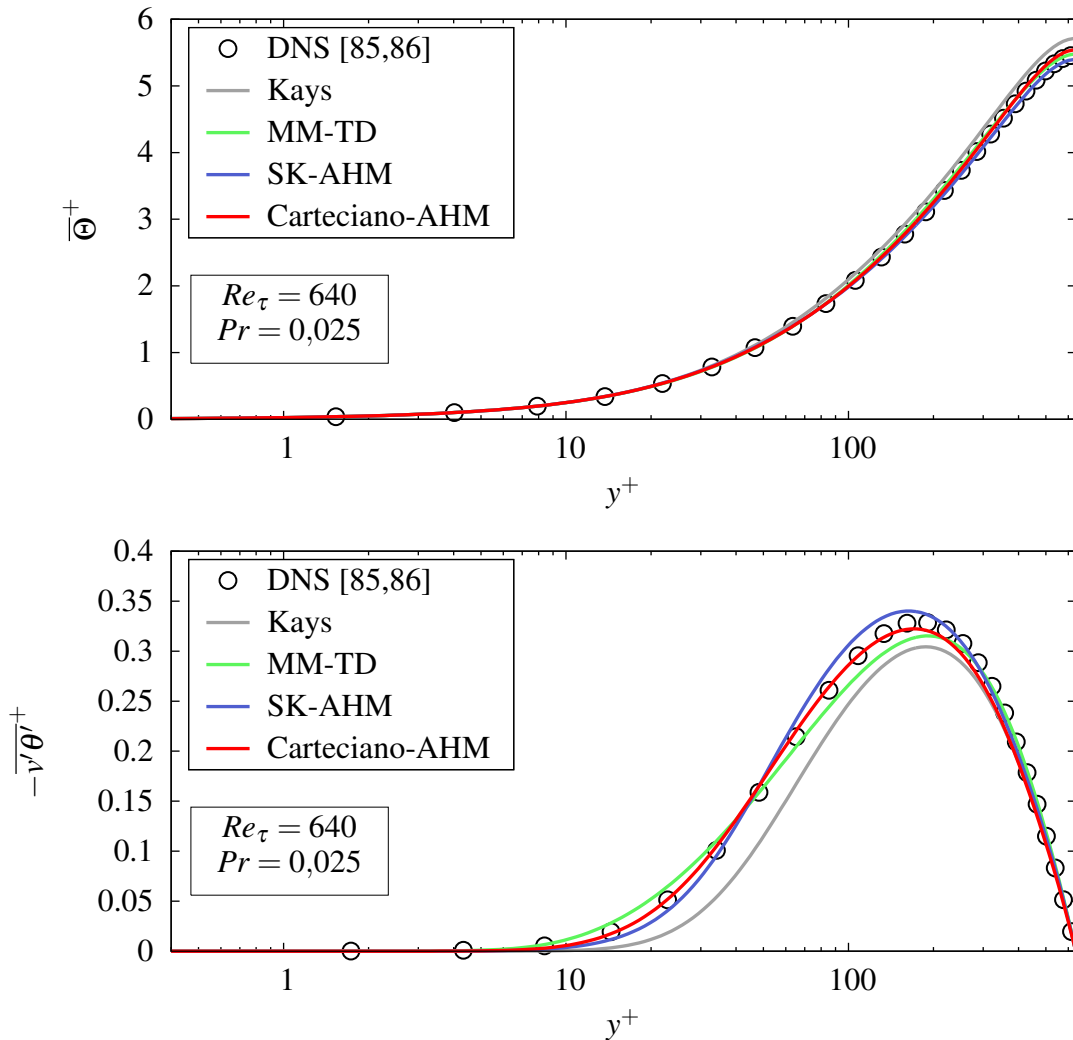 6
5
4
3
2
1
0
Θ̅⁺
DNS [85,86]
Kays
MM-TD
SK-AHM
Carteciano-AHM
Reτ = 640
Pr = 0,025
1 10 100
y⁺
0.4
0.35
0.3
0.25
0.2
0.15
0.1
0.05
0
−v′θ′⁺
DNS [85,86]
Kays
MM-TD
SK-AHM
Carteciano-AHM
Reτ = 640
Pr = 0,025
1 10 100
y⁺